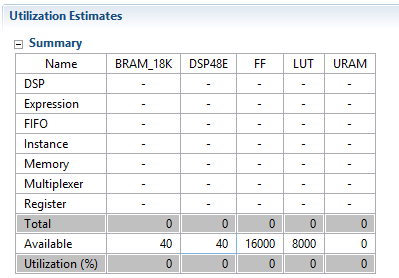 Utilization Estimates
Summary
Name BRAM_18K DSP48E FF LUT URAM
DSP - - - - -
Expression - - - - -
FIFO - - - - -
Instance - - - - -
Memory - - - - -
Multiplexer - - - - -
Register - - - - -
Total 0 0 0 0 0
Available 40 40 16000 8000 0
Utilization (%) 0 0 0 0 0